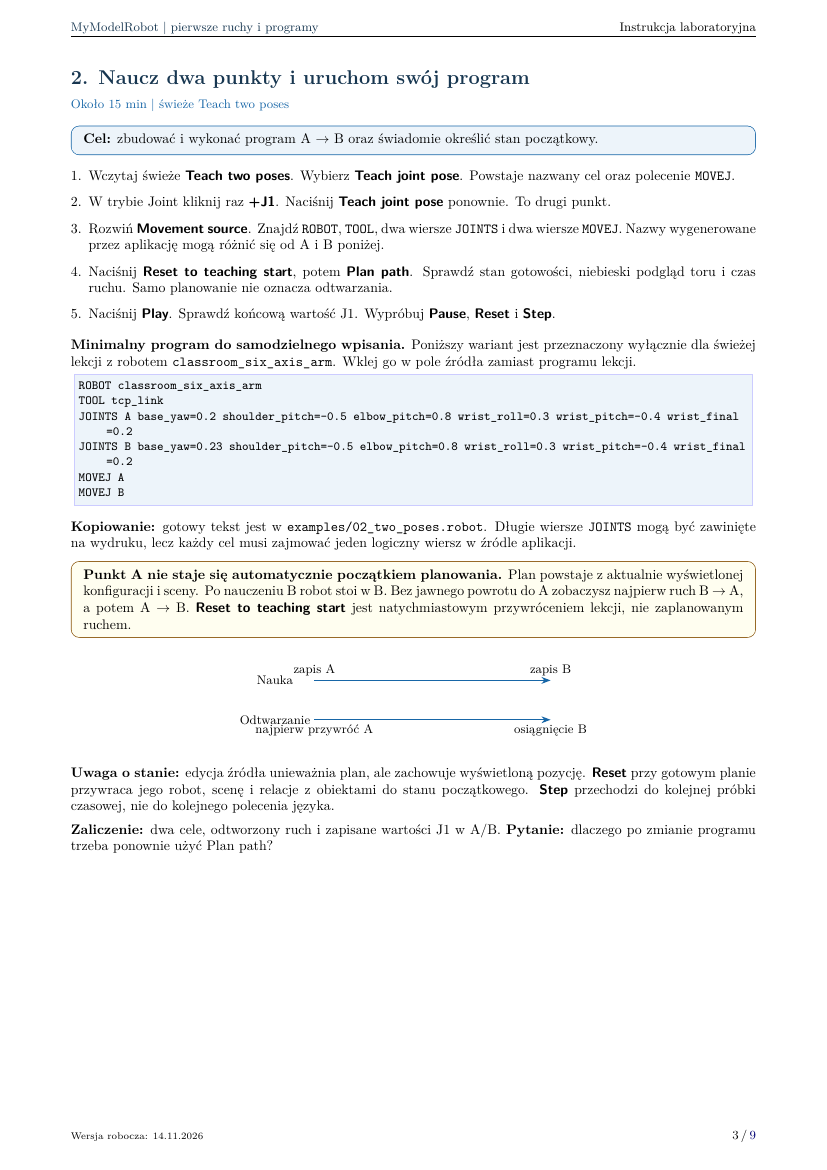 MyModelRobot | pierwsze ruchy i programy
Instrukcja laboratoryjna
2. Naucz dwa punkty i uruchom swój program
Około 15 min | świeże Teach two poses
Cel: zbudować i wykonać program A → B oraz świadomie określić stan początkowy.
1. Wczytaj świeże Teach two poses. Wybierz Teach joint pose. Powstaje nazwany cel oraz polecenie MOVEJ.
2. W trybie Joint kliknij raz +J1. Naciśnij Teach joint pose ponownie. To drugi punkt.
3. Rozwiń Movement source. Znajdź ROBOT, TOOL, dwa wiersze JOINTS i dwa wiersze MOVEJ. Nazwy wygenerowane
przez aplikację mogą różnić się od A i B poniżej.
4. Naciśnij Reset to teaching start, potem Plan path. Sprawdź stan gotowości, niebieski podgląd toru i czas
ruchu. Samo planowanie nie oznacza odtwarzania.
5. Naciśnij Play. Sprawdź końcową wartość J1. Wypróbuj Pause, Reset i Step.
Minimalny program do samodzielnego wpisania. Poniższy wariant jest przeznaczony wyłącznie dla świeżej
lekcji z robotem classroom_six_axis_arm. Wklej go w pole źródła zamiast programu lekcji.
ROBOT classroom_six_axis_arm
TOOL tcp_link
JOINTS A base_yaw=0.2 shoulder_pitch=-0.5 elbow_pitch=0.8 wrist_roll=0.3 wrist_pitch=-0.4 wrist_final
=0.2
JOINTS B base_yaw=0.23 shoulder_pitch=-0.5 elbow_pitch=0.8 wrist_roll=0.3 wrist_pitch=-0.4 wrist_final
=0.2
MOVEJ A
MOVEJ B
Kopiowanie: gotowy tekst jest w examples/02_two_poses.robot. Długie wiersze JOINTS mogą być zawinięte
na wydruku, lecz każdy cel musi zajmować jeden logiczny wiersz w źródle aplikacji.
Punkt A nie staje się automatycznie początkiem planowania. Plan powstaje z aktualnie wyświetlonej
konfiguracji i sceny. Po nauczeniu B robot stoi w B. Bez jawnego powrotu do A zobaczysz najpierw ruch B → A,
a potem A → B. Reset to teaching start jest natychmiastowym przywróceniem lekcji, nie zaplanowanym
ruchem.
zapis A
zapis B
Nauka
Odtwarzanie
najpierw przywróć A
osiągnięcie B
Uwaga o stanie: edycja źródła unieważnia plan, ale zachowuje wyświetloną pozycję. Reset przy gotowym planie
przywraca jego robot, scenę i relacje z obiektami do stanu początkowego. Step przechodzi do kolejnej próbki
czasowej, nie do kolejnego polecenia języka.
Zaliczenie: dwa cele, odtworzony ruch i zapisane wartości J1 w A/B. Pytanie: dlaczego po zmianie programu
trzeba ponownie użyć Plan path?
Wersja robocza: 14.11.2026
3 / 9